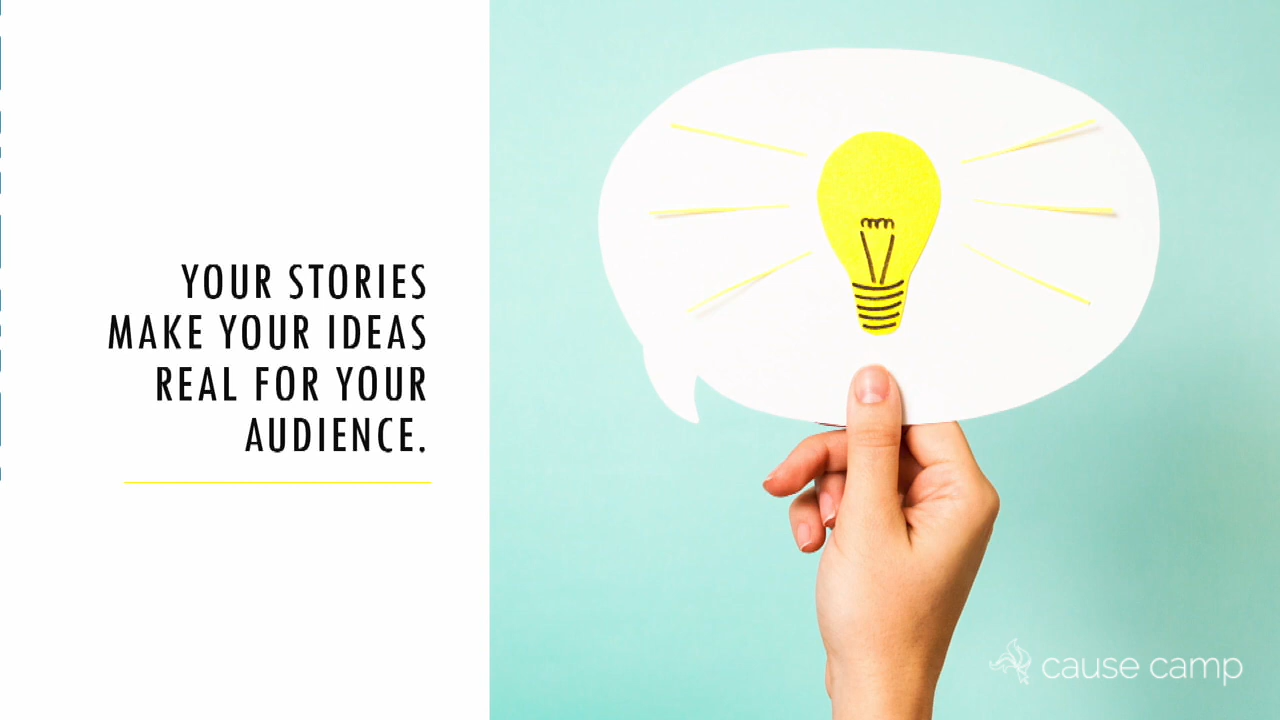 YOUR STORIES
MAKE YOUR IDEAS
REAL FOR YOUR
AUDIENCE.
cause camp